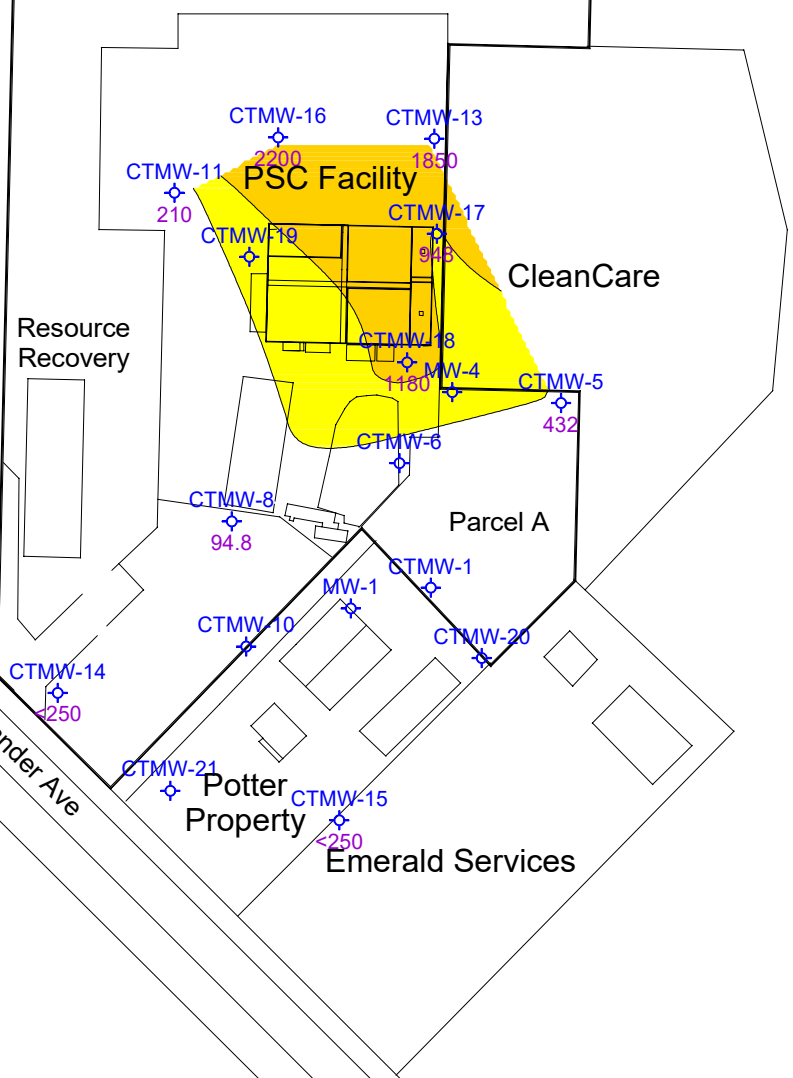 CTMW-16
2200
CTMW-13
1850
CTMW-11
210
PSC Facility
CTMW-17
948
CTMW-19
CleanCare
Resource
Recovery
CTMW-18
1180
MW-4
CTMW-5
432
CTMW-6
CTMW-8
94.8
Parcel A
CTMW-1
MW-1
CTMW-10
CTMW-20
CTMW-14
<250
nder Ave
CTMW-21
Potter
Property
CTMW-15
<250
Emerald Services